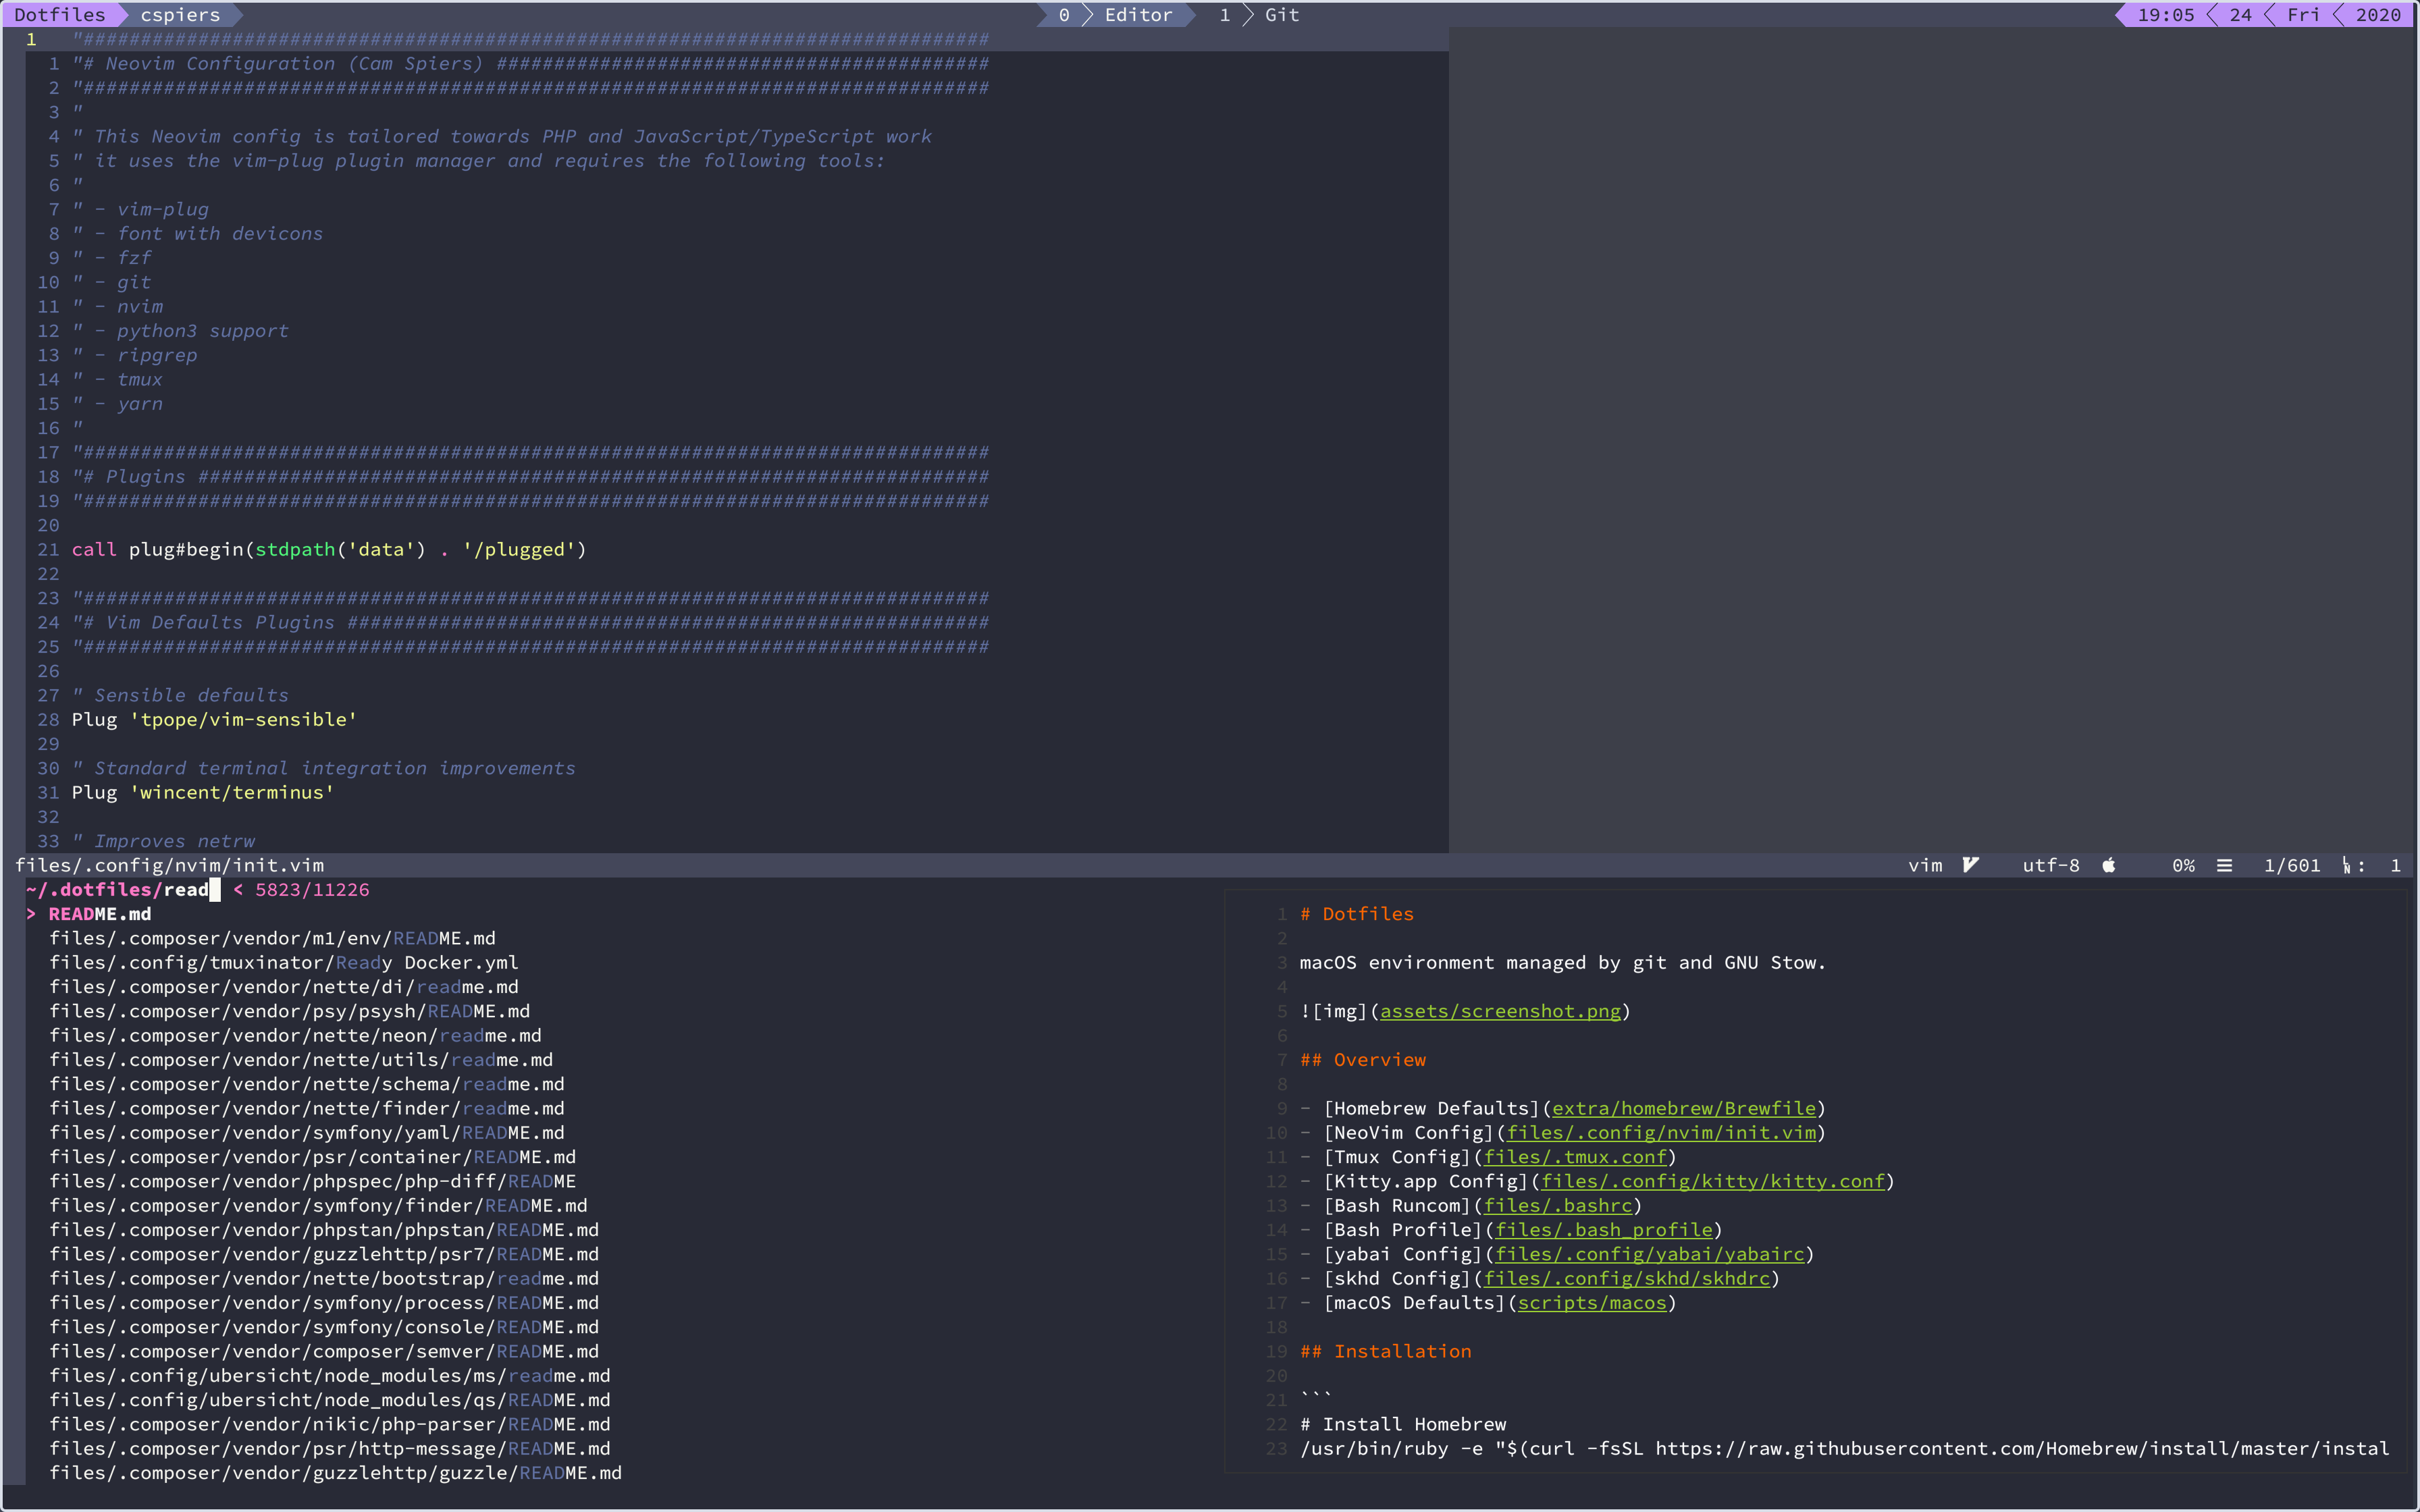 Dotfiles cspiers 0 Editor 1 Git 19:05 24 Fri 2020
1 "###############################################################################
1 "# Neovim Configuration (Cam Spiers) ###########################################
2 "###############################################################################
3 "
4 " This Neovim config is tailored towards PHP and JavaScript/TypeScript work
5 " it uses the vim-plug plugin manager and requires the following tools:
6 "
7 " - vim-plug
8 " - font with devicons
9 " - fzf
10 " - git
11 " - nvim
12 " - python3 support
13 " - ripgrep
14 " - tmux
15 " - yarn
16 "
17 "###############################################################################
18 "# Plugins #####################################################################
19 "###############################################################################
20
21 call plug#begin(stdpath('data') . '/plugged')
22
23 "###############################################################################
24 "# Vim Defaults Plugins ########################################################
25 "###############################################################################
26
27 " Sensible defaults
28 Plug 'tpope/vim-sensible'
29
30 " Standard terminal integration improvements
31 Plug 'wincent/terminus'
32
33 " Improves netrw
files/.config/nvim/init.vim vim utf-8 0% ☰ 1/601 : 1
~/.dotfiles/read < 5823/11226
> README.md
files/.composer/vendor/m1/env/README.md
files/.config/tmuxinator/Ready Docker.yml
files/.composer/vendor/nette/di/readme.md
files/.composer/vendor/psy/psysh/README.md
files/.composer/vendor/nette/neon/readme.md
files/.composer/vendor/nette/utils/readme.md
files/.composer/vendor/nette/schema/readme.md
files/.composer/vendor/nette/finder/readme.md
files/.composer/vendor/symfony/yaml/README.md
files/.composer/vendor/psr/container/README.md
files/.composer/vendor/phpspec/php-diff/README
files/.composer/vendor/symfony/finder/README.md
files/.composer/vendor/phpstan/phpstan/README.md
files/.composer/vendor/guzzlehttp/psr7/README.md
files/.composer/vendor/nette/bootstrap/readme.md
files/.composer/vendor/symfony/process/README.md
files/.composer/vendor/symfony/console/README.md
files/.composer/vendor/composer/semver/README.md
files/.config/ubersicht/node_modules/ms/readme.md
files/.config/ubersicht/node_modules/qs/README.md
files/.composer/vendor/nikic/php-parser/README.md
files/.composer/vendor/psr/http-message/README.md
files/.composer/vendor/guzzlehttp/guzzle/README.md
1 # Dotfiles
2
3 macOS environment managed by git and GNU Stow.
4
5 ![img](assets/screenshot.png)
6
7 ## Overview
8
9 - [Homebrew Defaults](extra/homebrew/Brewfile)
10 - [NeoVim Config](files/.config/nvim/init.vim)
11 - [Tmux Config](files/.tmux.conf)
12 - [Kitty.app Config](files/.config/kitty/kitty.conf)
13 - [Bash Runcom](files/.bashrc)
14 - [Bash Profile](files/.bash_profile)
15 - [yabai Config](files/.config/yabai/yabairc)
16 - [skhd Config](files/.config/skhd/skhdrc)
17 - [macOS Defaults](scripts/macos)
18
19 ## Installation
20
21 ```
22 # Install Homebrew
23 /usr/bin/ruby -e "$(curl -fsSL https://raw.githubusercontent.com/Homebrew/install/master/instal